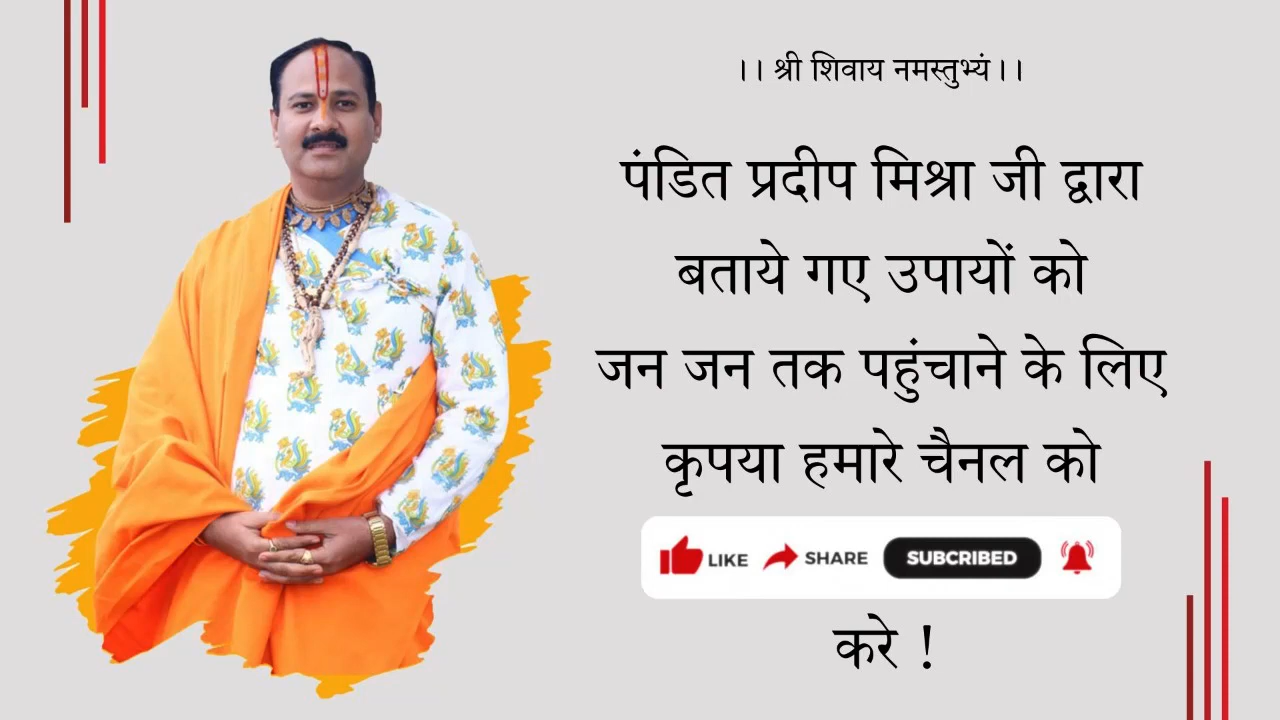 ।। श्री शिवाय नमस्तुभ्यं।।
पंडित प्रदीप मिश्रा जी द्वारा
बताये गए उपायों को
जन जन तक पहुंचाने के लिए
कृपया हमारे चैनल को
LIKE SHARE SUBCRIBED
करे !